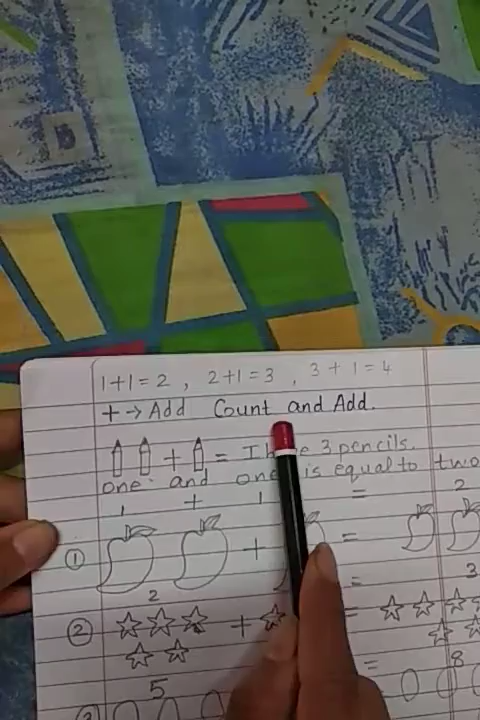 D
1+1=2 , 2+1=3 , 3+1=4
+→Add Count and Add.
+ = I 3 pencils.
one and one is equal to two
1 + 1 = 2
① + =
2 = 3
② + =
5 = 8